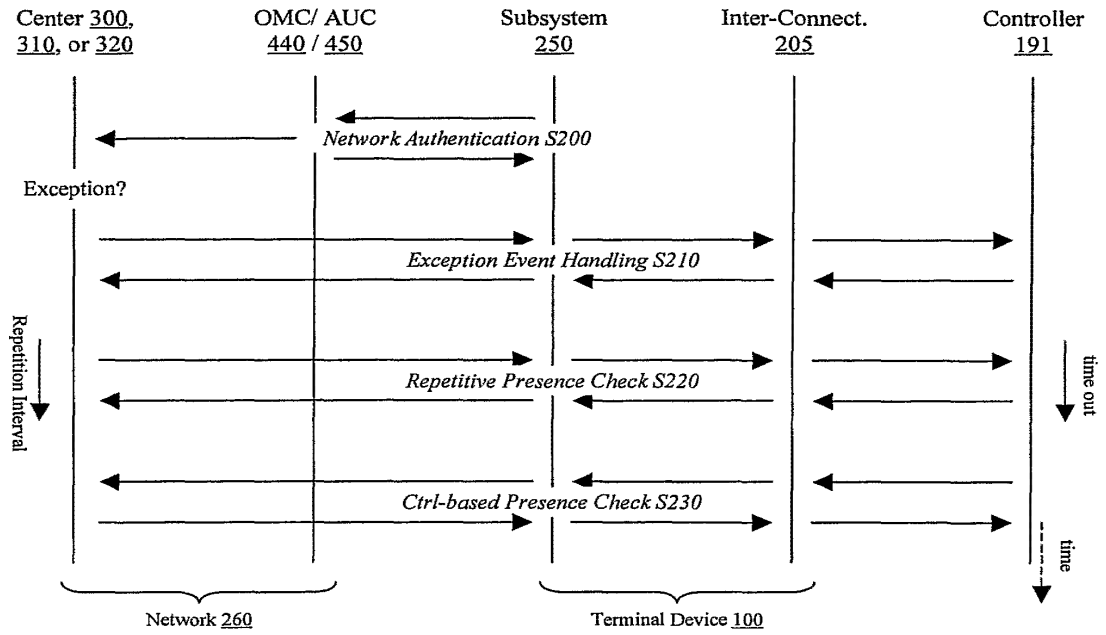 Center 300,
310, or 320
OMC/ AUC
440 / 450
Subsystem
250
Inter-Connect.
205
Controller
191
Network Authentication S200
Exception?
Exception Event Handling S210
Repetition Interval
Repetitive Presence Check S220
time out
Ctrl-based Presence Check S230
time
Network 260
Terminal Device 100